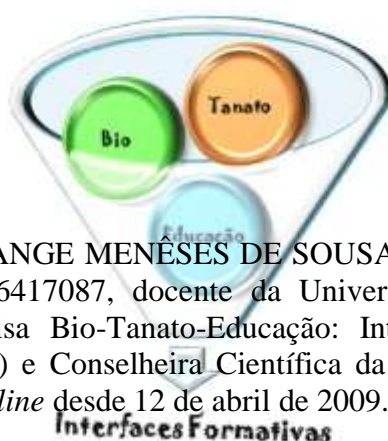 Bio
Tanato
Educação
ANGE MENÊSES DE SOUSA
6417087, docente da Univer
sa Bio-Tanato-Educação: Int
) e Conselheira Científica da
line desde 12 de abril de 2009.
Interfaces Formativas